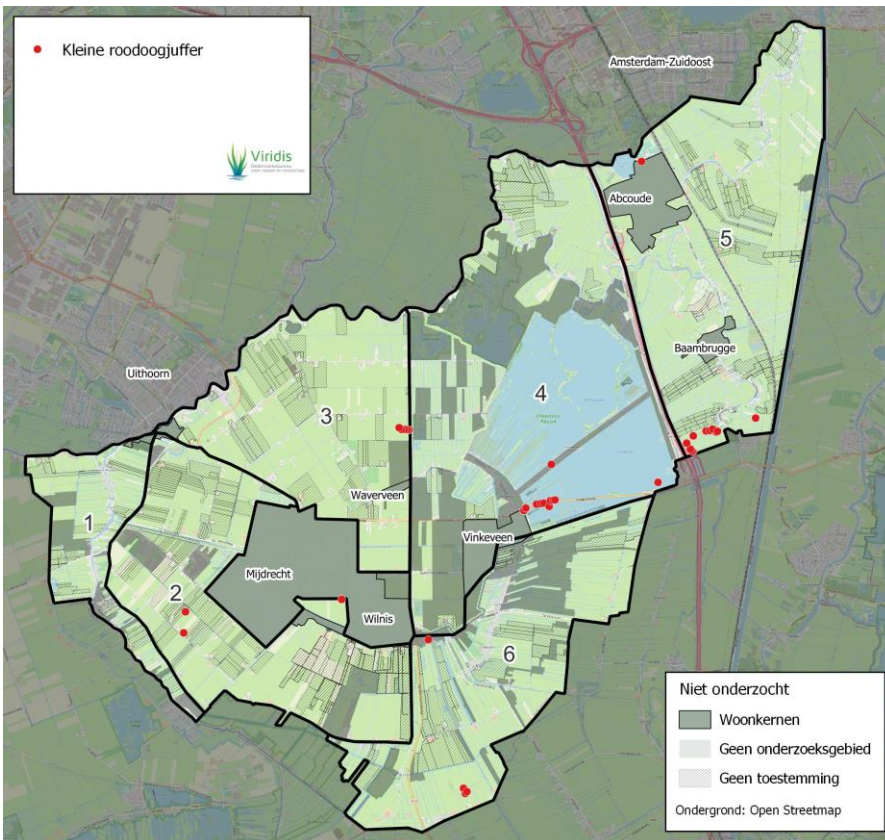 Kleine roodoogjuffer
Viridis
Amsterdam-Zuidoost
Abcoude
5
Baambrugge
Uithoorn
4
3
Waverveen
1
Vinkeveen
Mijdrecht
2
Wilnis
6
Niet onderzocht
Woonkernen
Geen onderzoeksgebied
Geen toestemming
Ondergrond: Open Streetmap